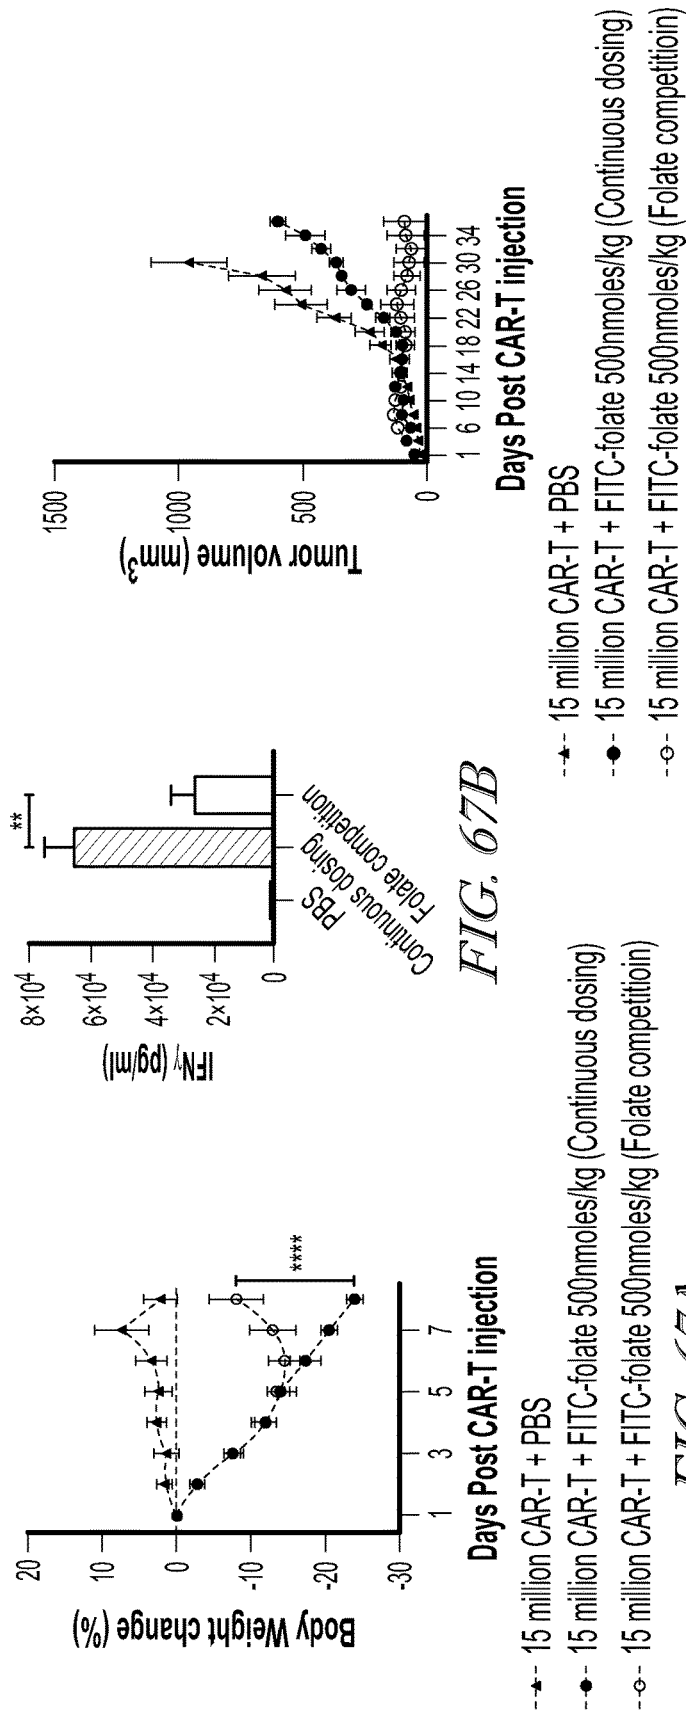 20
10
0
-10
-20
-30
Body Weight change (%)
1 3 5 7
Days Post CAR-T injection
****
15 million CAR-T + PBS
15 million CAR-T + FITC-folate 500nmoles/kg (Continuous dosing)
15 million CAR-T + FITC-folate 500nmoles/kg (Folate competitioin)
8×10⁴
6×10⁴
4×10⁴
2×10⁴
0
IFNγ (pg/ml)
**
PBS
Continuous dosing
Folate competition
FIG. 67B
1500
1000
500
0
Tumor volume (mm³)
1 6 10 14 18 22 26 30 34
Days Post CAR-T injection
15 million CAR-T + PBS
15 million CAR-T + FITC-folate 500nmoles/kg (Continuous dosing)
15 million CAR-T + FITC-folate 500nmoles/kg (Folate competitioin)